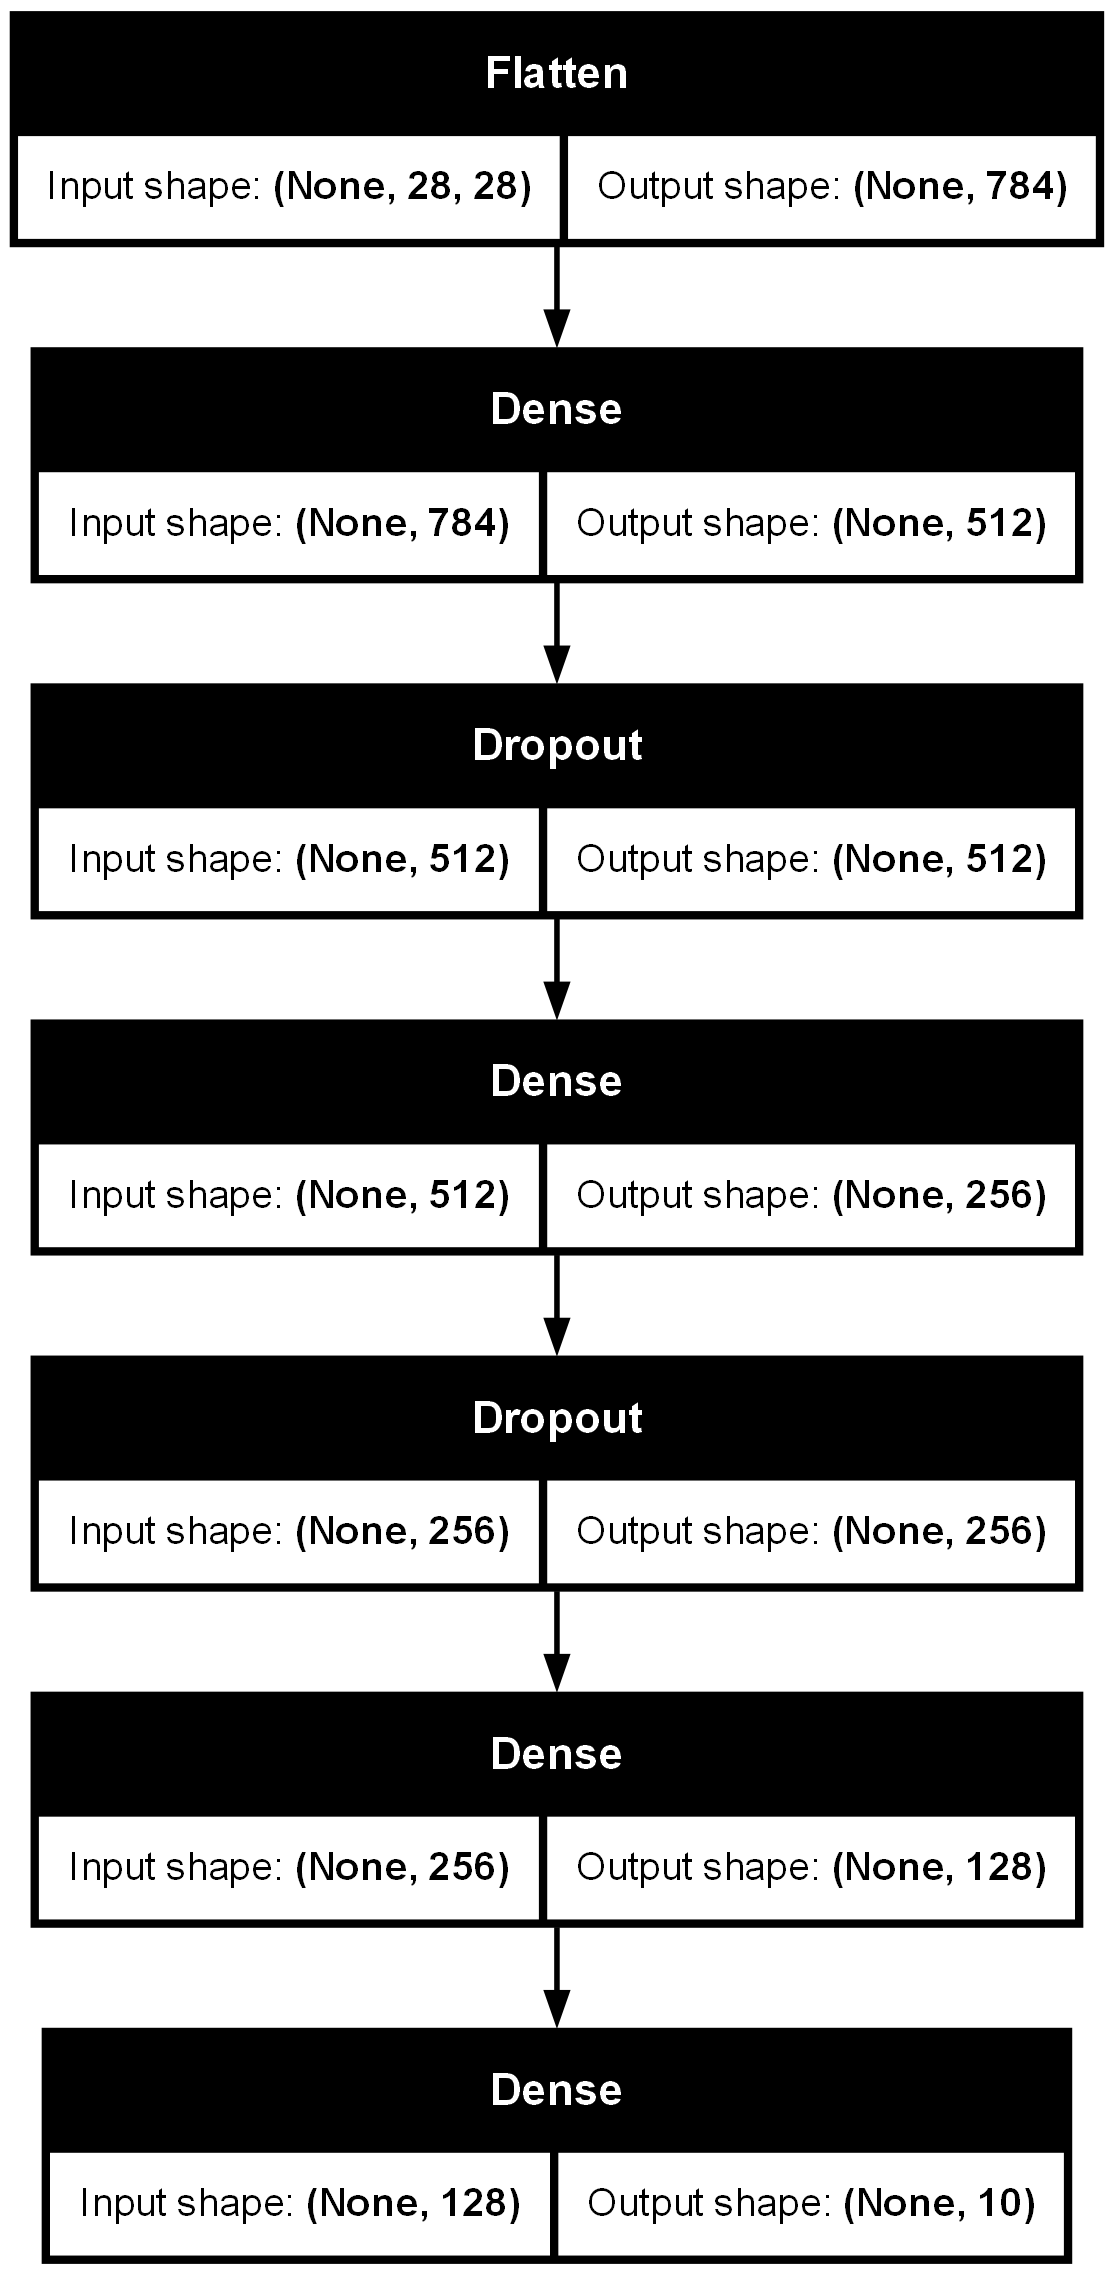 Flatten
Input shape: (None, 28, 28) Output shape: (None, 784)
Dense
Input shape: (None, 784) Output shape: (None, 512)
Dropout
Input shape: (None, 512) Output shape: (None, 512)
Dense
Input shape: (None, 512) Output shape: (None, 256)
Dropout
Input shape: (None, 256) Output shape: (None, 256)
Dense
Input shape: (None, 256) Output shape: (None, 128)
Dense
Input shape: (None, 128) Output shape: (None, 10)